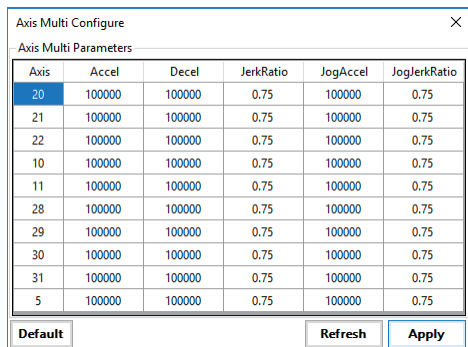 Axis Multi Configure
Axis Multi Parameters
Axis Accel Decel JerkRatio JogAccel JogJerkRatio
20 100000 100000 0.75 100000 0.75
21 100000 100000 0.75 100000 0.75
22 100000 100000 0.75 100000 0.75
10 100000 100000 0.75 100000 0.75
11 100000 100000 0.75 100000 0.75
28 100000 100000 0.75 100000 0.75
29 100000 100000 0.75 100000 0.75
30 100000 100000 0.75 100000 0.75
31 100000 100000 0.75 100000 0.75
5 100000 100000 0.75 100000 0.75
Default Refresh Apply